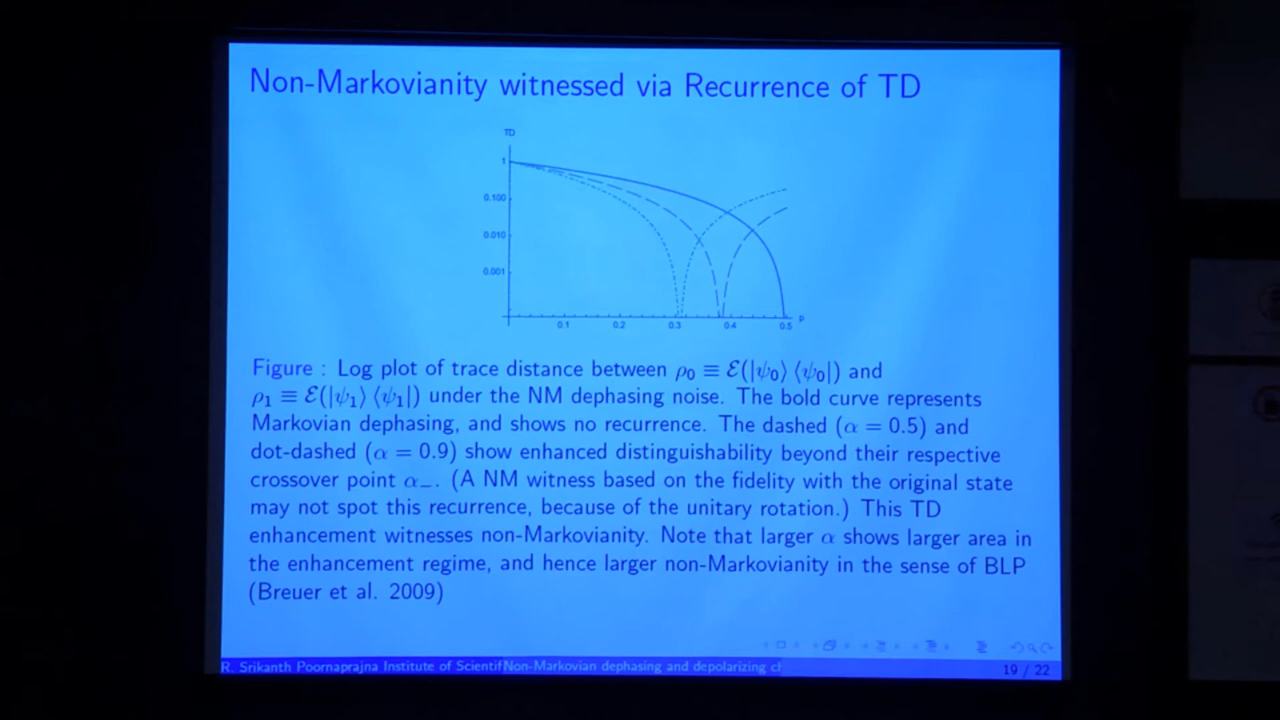 Non-Markovianity witnessed via Recurrence of TD
TD
1
0.100
0.010
0.001
0.1 0.2 0.3 0.4 0.5 p
Figure : Log plot of trace distance between ρ₀ ≡ ℰ(|ψ₀⟩ ⟨ψ₀|) and
ρ₁ ≡ ℰ(|ψ₁⟩ ⟨ψ₁|) under the NM dephasing noise. The bold curve represents
Markovian dephasing, and shows no recurrence. The dashed (α = 0.5) and
dot-dashed (α = 0.9) show enhanced distinguishability beyond their respective
crossover point α₋. (A NM witness based on the fidelity with the original state
may not spot this recurrence, because of the unitary rotation.) This TD
enhancement witnesses non-Markovianity. Note that larger α shows larger area in
the enhancement regime, and hence larger non-Markovianity in the sense of BLP
(Breuer et al. 2009)
R. Srikanth Poornaprajna Institute of Scientif Non-Markovian dephasing and depolarizing ch 19 / 22